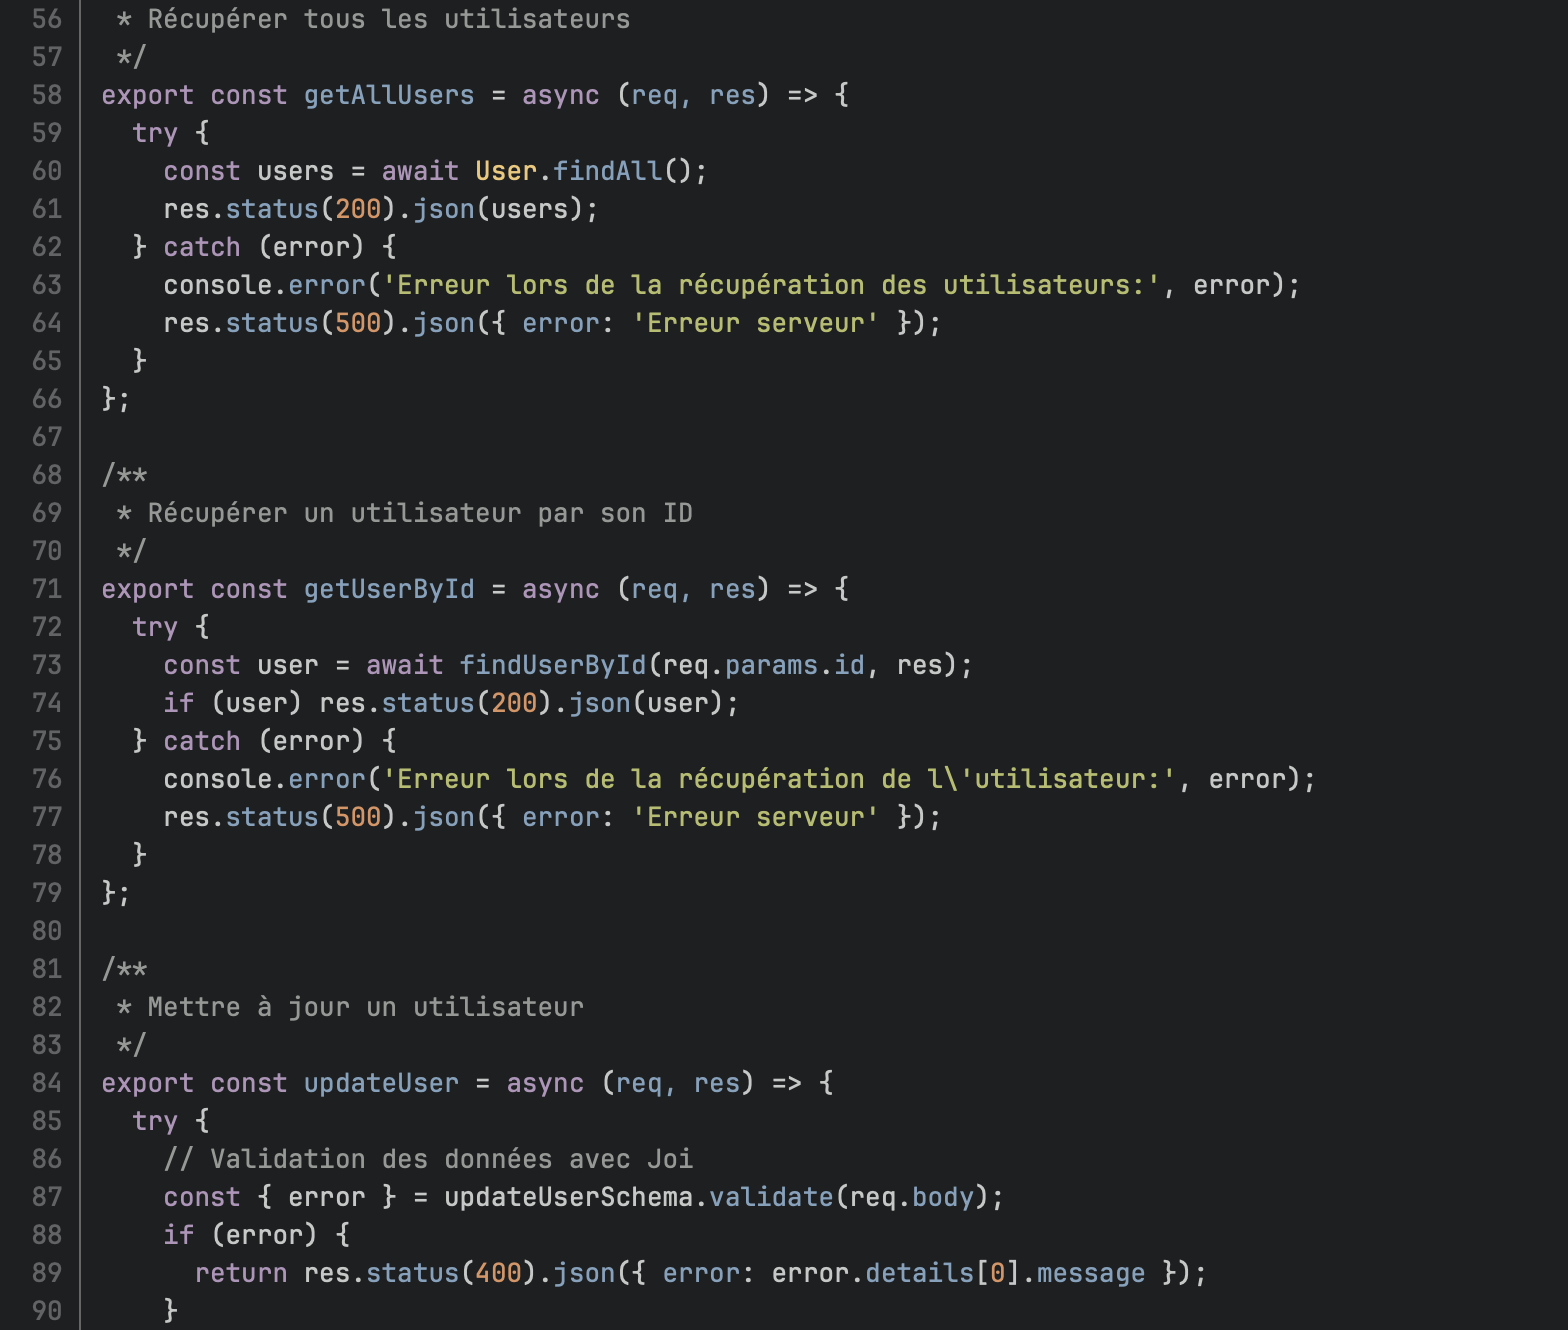 56  * Récupérer tous les utilisateurs
57  */
58 export const getAllUsers = async (req, res) => {
59   try {
60     const users = await User.findAll();
61     res.status(200).json(users);
62   } catch (error) {
63     console.error('Erreur lors de la récupération des utilisateurs:', error);
64     res.status(500).json({ error: 'Erreur serveur' });
65   }
66 };
67
68 /**
69  * Récupérer un utilisateur par son ID
70  */
71 export const getUserById = async (req, res) => {
72   try {
73     const user = await findUserById(req.params.id, res);
74     if (user) res.status(200).json(user);
75   } catch (error) {
76     console.error('Erreur lors de la récupération de l\'utilisateur:', error);
77     res.status(500).json({ error: 'Erreur serveur' });
78   }
79 };
80
81 /**
82  * Mettre à jour un utilisateur
83  */
84 export const updateUser = async (req, res) => {
85   try {
86     // Validation des données avec Joi
87     const { error } = updateUserSchema.validate(req.body);
88     if (error) {
89       return res.status(400).json({ error: error.details[0].message });
90     }